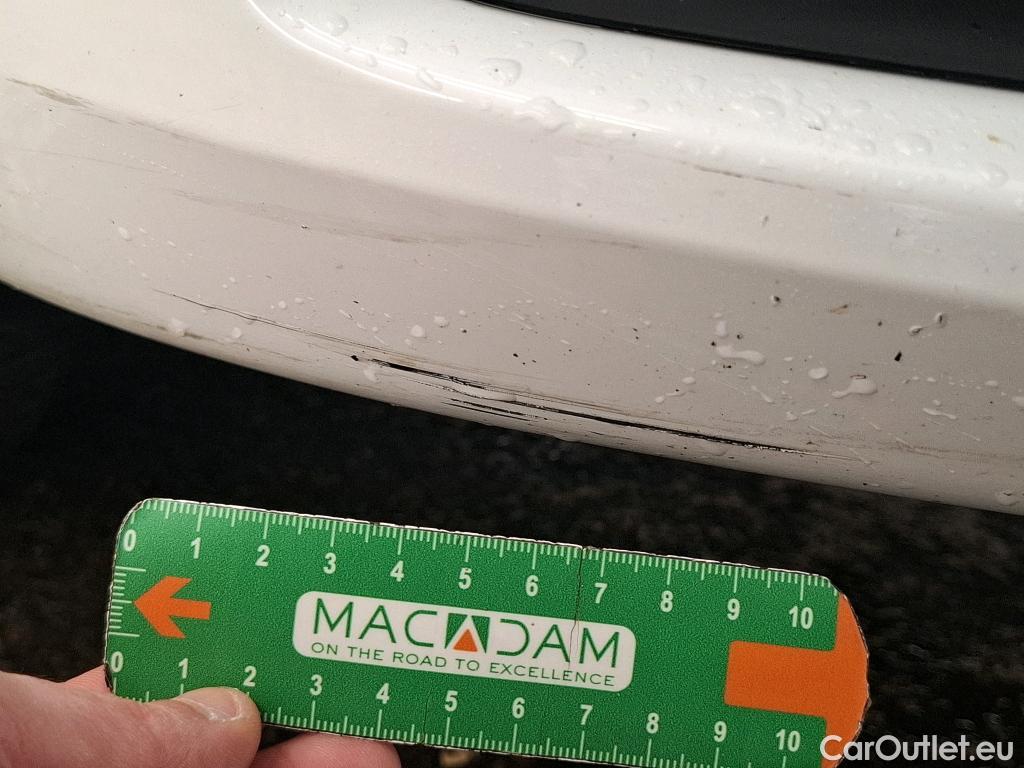 0 1 2 3 4 5 6 7 8 9 10
MACADAM
ON THE ROAD TO EXCELLENCE
0 1 2 3 4 5 6 7 8 9 10
CarOutlet.eu